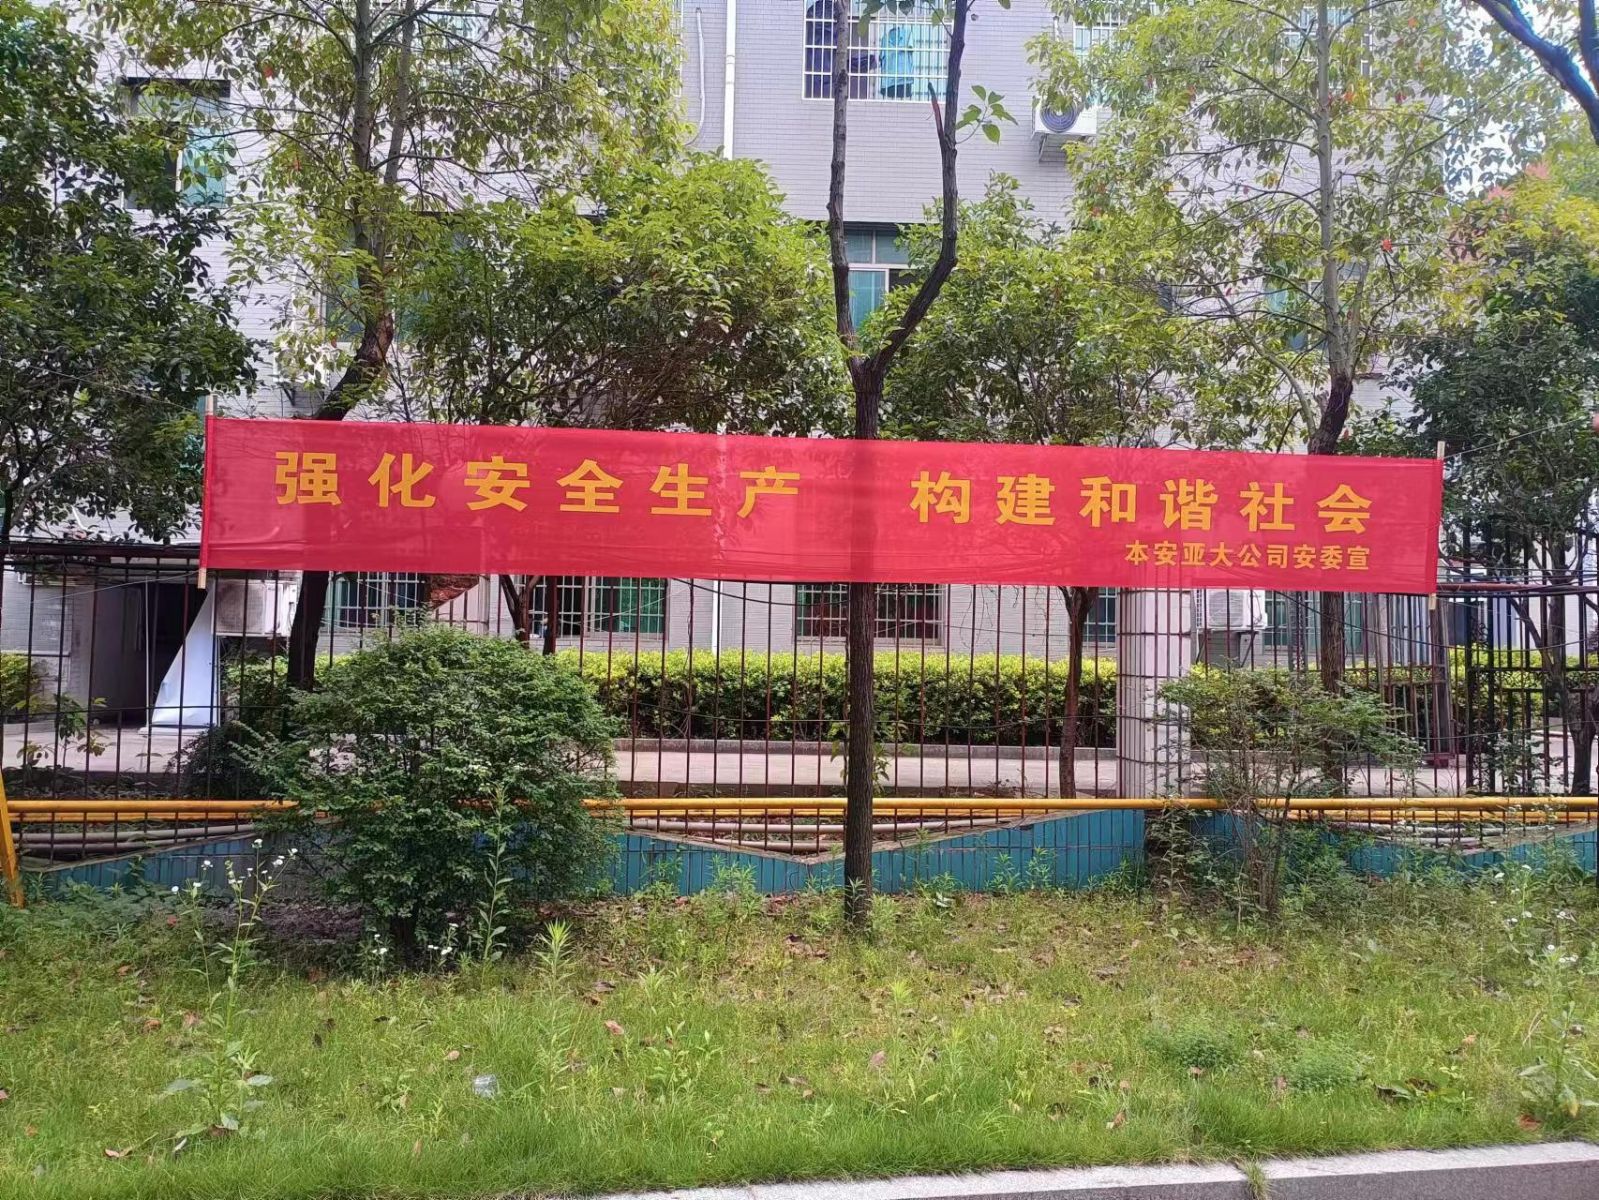 强化安全生产 构建和谐社会
本安亚大公司安委宣